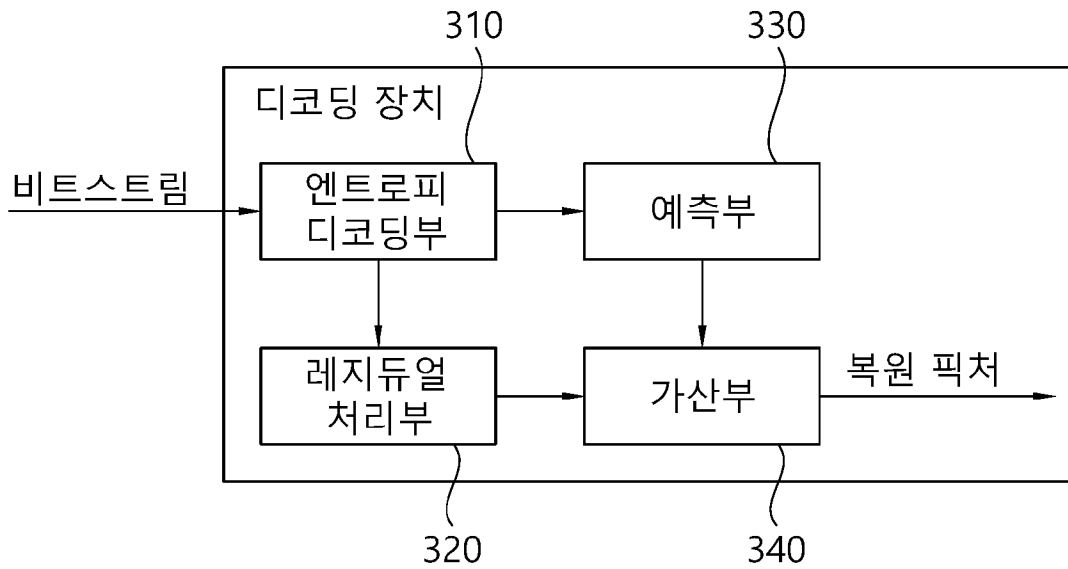 310
330
디코딩 장치
비트스트림
엔트로피
디코딩부
예측부
레지듀얼
처리부
가산부
복원 픽처
320
340